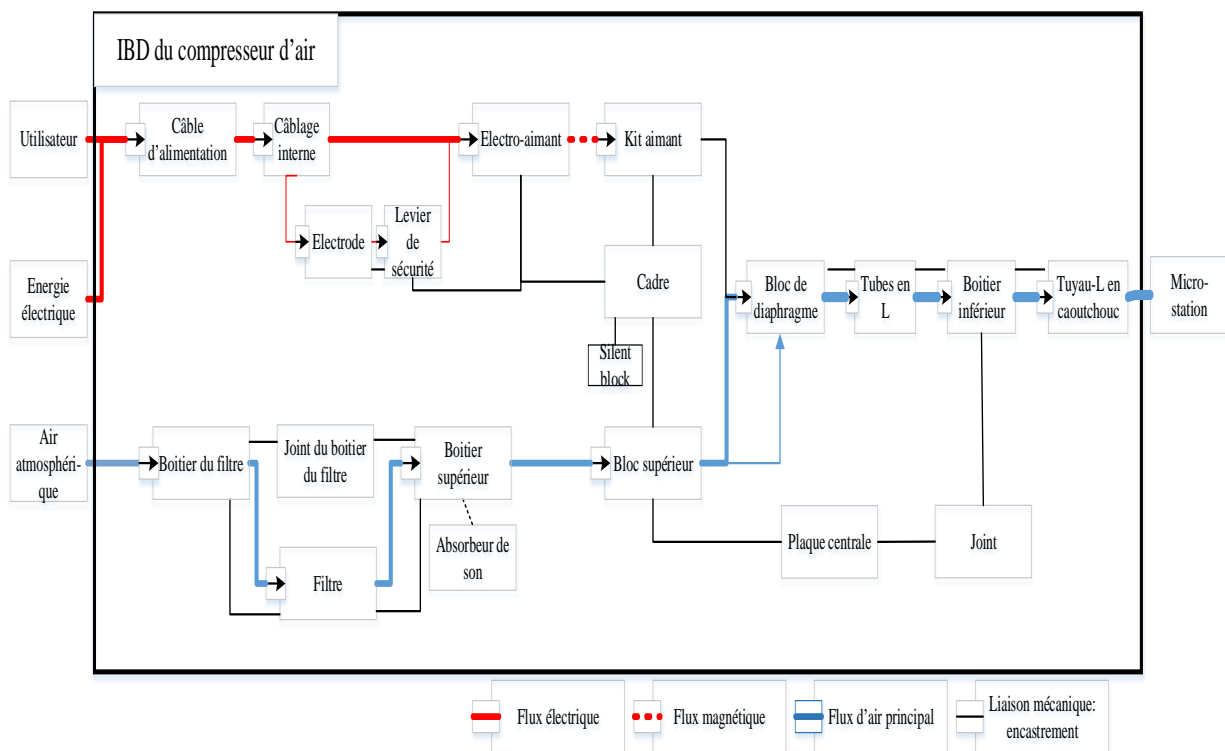 IBD du compresseur d'air
Utilisateur
Câble
d'alimentation
Câblage
interne
Electro-aimant
Kit aimant
Electrode
Levier
de
sécurité
Energie
électrique
Cadre
Bloc de
diaphragme
Tubes en
L
Boitier
inférieur
Tuyau-L en
caoutchouc
Micro-
station
Silent
block
Air
atmosphéri-
que
Boitier du filtre
Joint du boitier
du filtre
Boitier
supérieur
Bloc supérieur
Absorbeur de
son
Plaque centrale
Joint
Filtre
Flux électrique
Flux magnétique
Flux d'air principal
Liaison mécanique:
encastrement